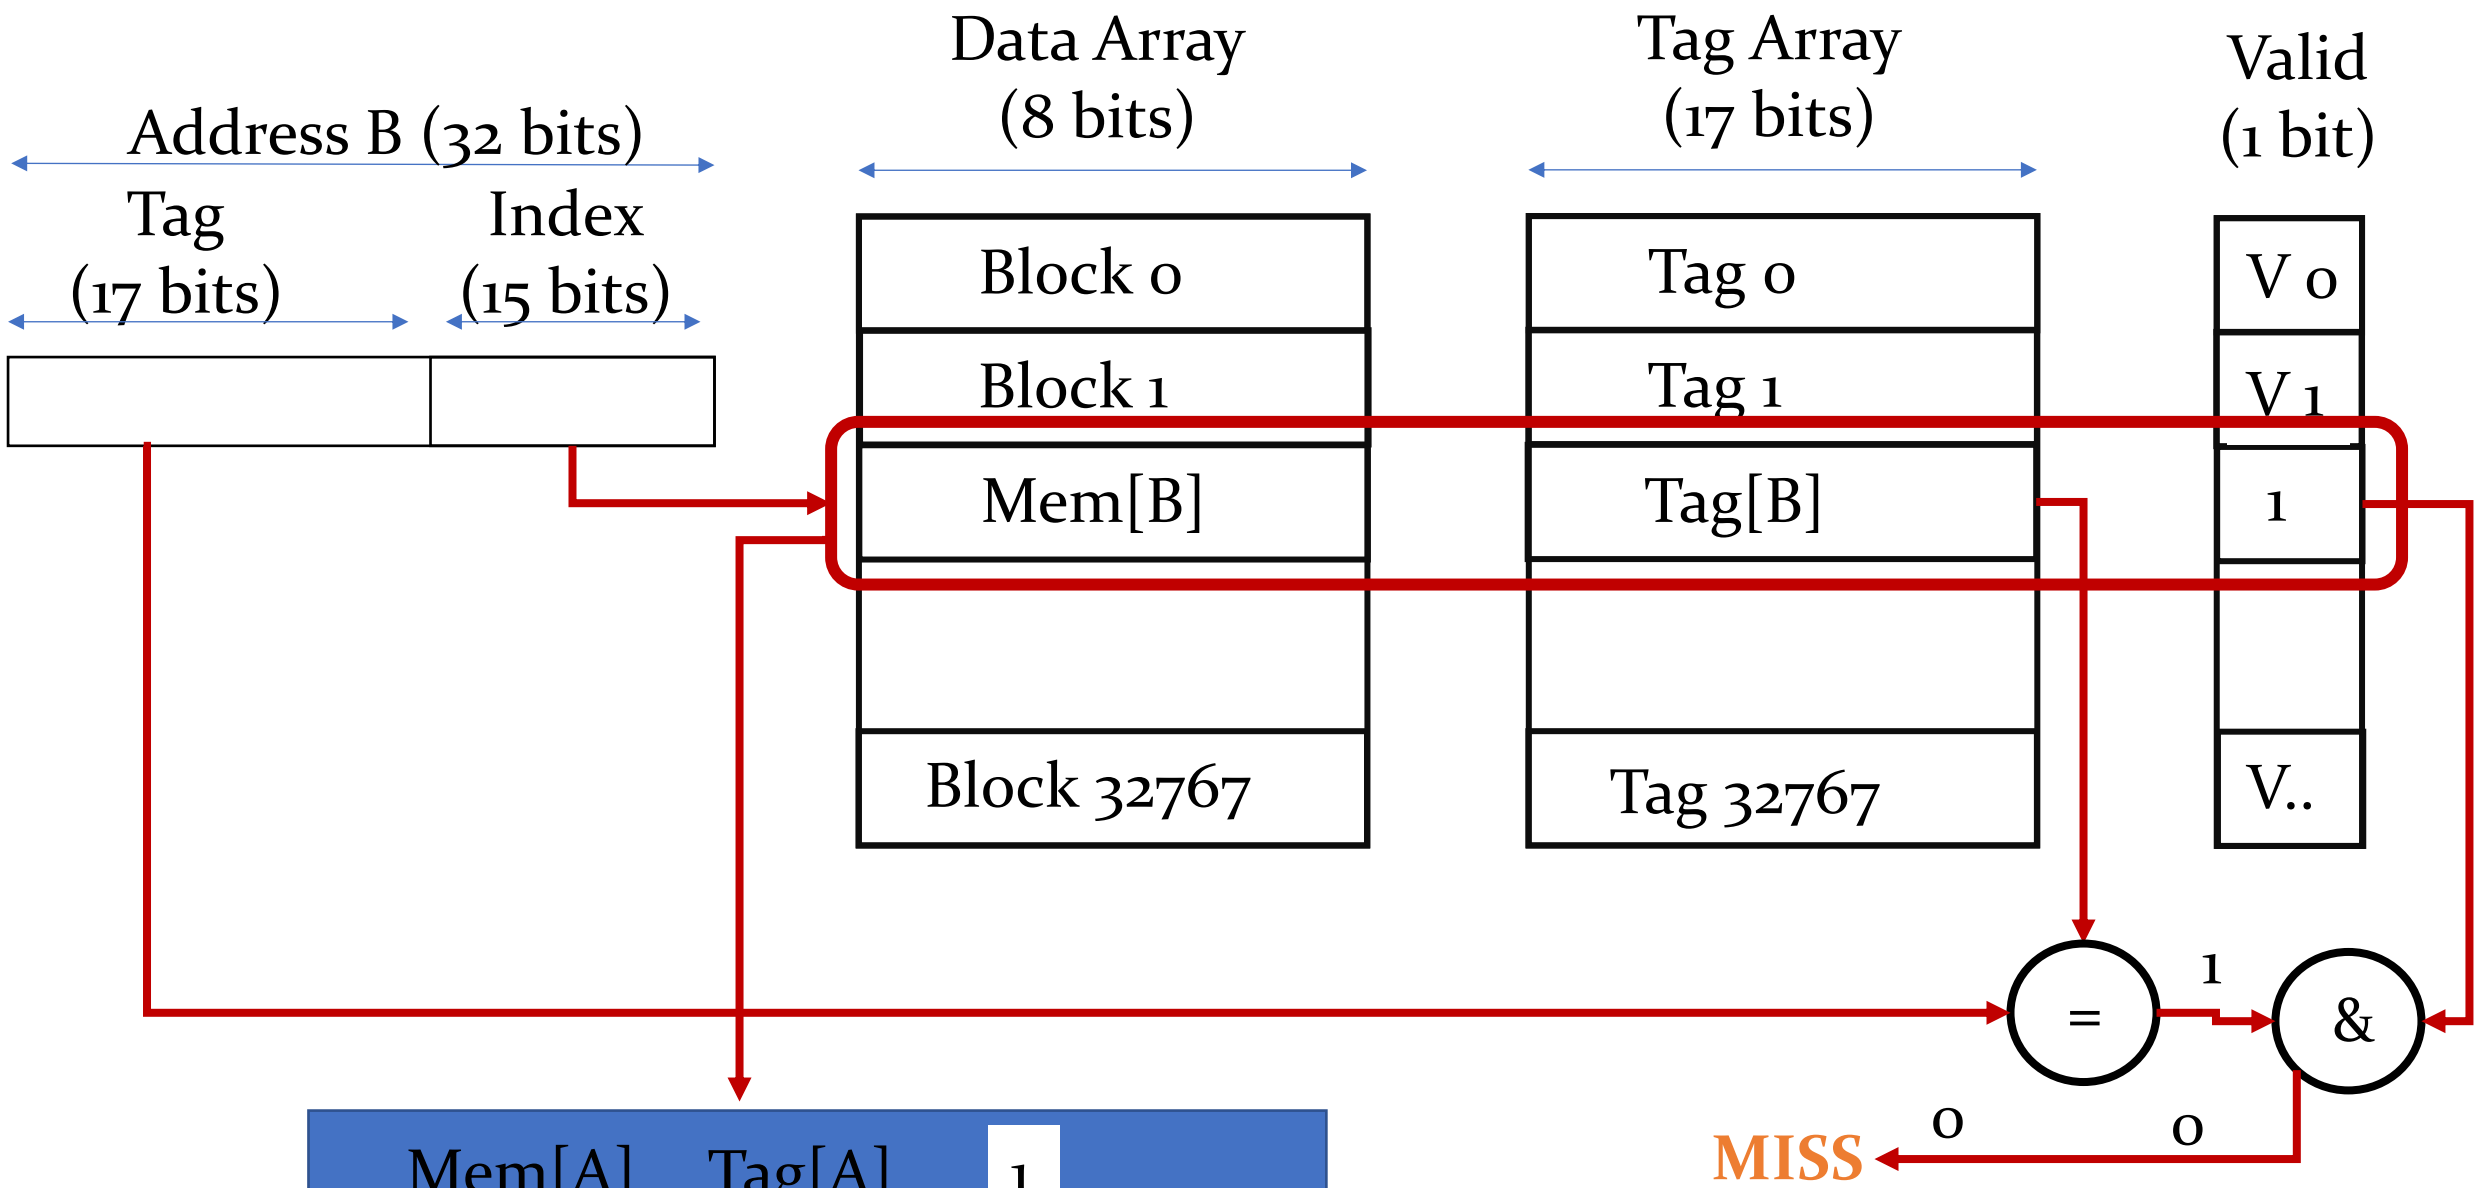 Data Array
(8 bits)
Tag Array
(17 bits)
Valid
(1 bit)
Address B (32 bits)
Tag
(17 bits)
Index
(15 bits)
Block 0
Tag 0
V 0
Block 1
Tag 1
V 1
Mem[B]
Tag[B]
1
Block 32767
Tag 32767
V..
1
=
&
0
0
MISS
Mem[A]
Tag[A]
1